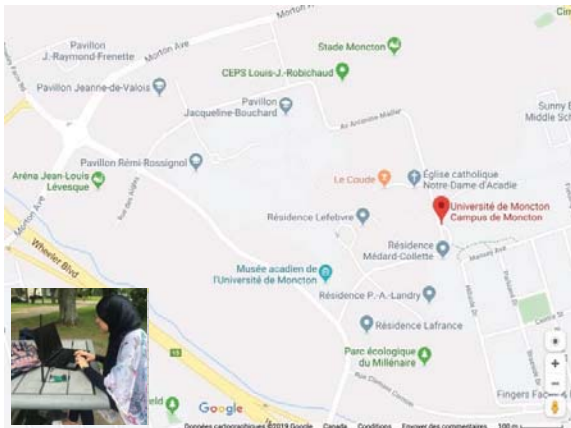 Morton Ave
Pavillon
J.-Raymond-Frenette
Stade Moncton
CEPS Louis-J.-Robichaud
Morton Ave
Pavillon Jeanne-de-Valois
Pavillon
Jacqueline-Bouchard
Sunny B
Middle Sch
Av Antonine-Maillet
Pavillon Rémi-Rossignol
Église catholique
Notre-Dame d'Acadie
Le Coude
Aréna Jean-Louis
Lévesque
Université de Moncton
Campus de Moncton
Résidence Lefebvre
Morton Ave
Résidence
Médard-Collette
Wheeler Blvd
Musée acadien de
l'Université de Moncton
Résidence P.-A.-Landry
Hillside Dr
Résidence Lafrance
Parc écologique
du Millénaire
15
Fingers
Google
Données cartographiques ©2019 Google Canada Conditions Envoyer des commentaires 100 m